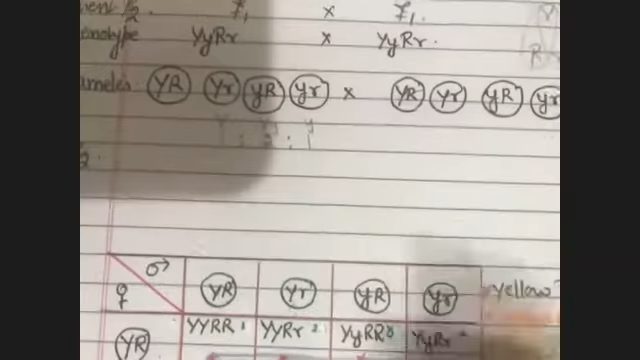 F₁ x F₁.
YyRr x YyRr.
YR Yr yR yr x YR Yr yR yr
♂
♀ YR Yr yR yr Yellow
YR YYRR YYRr YyRR YyRr